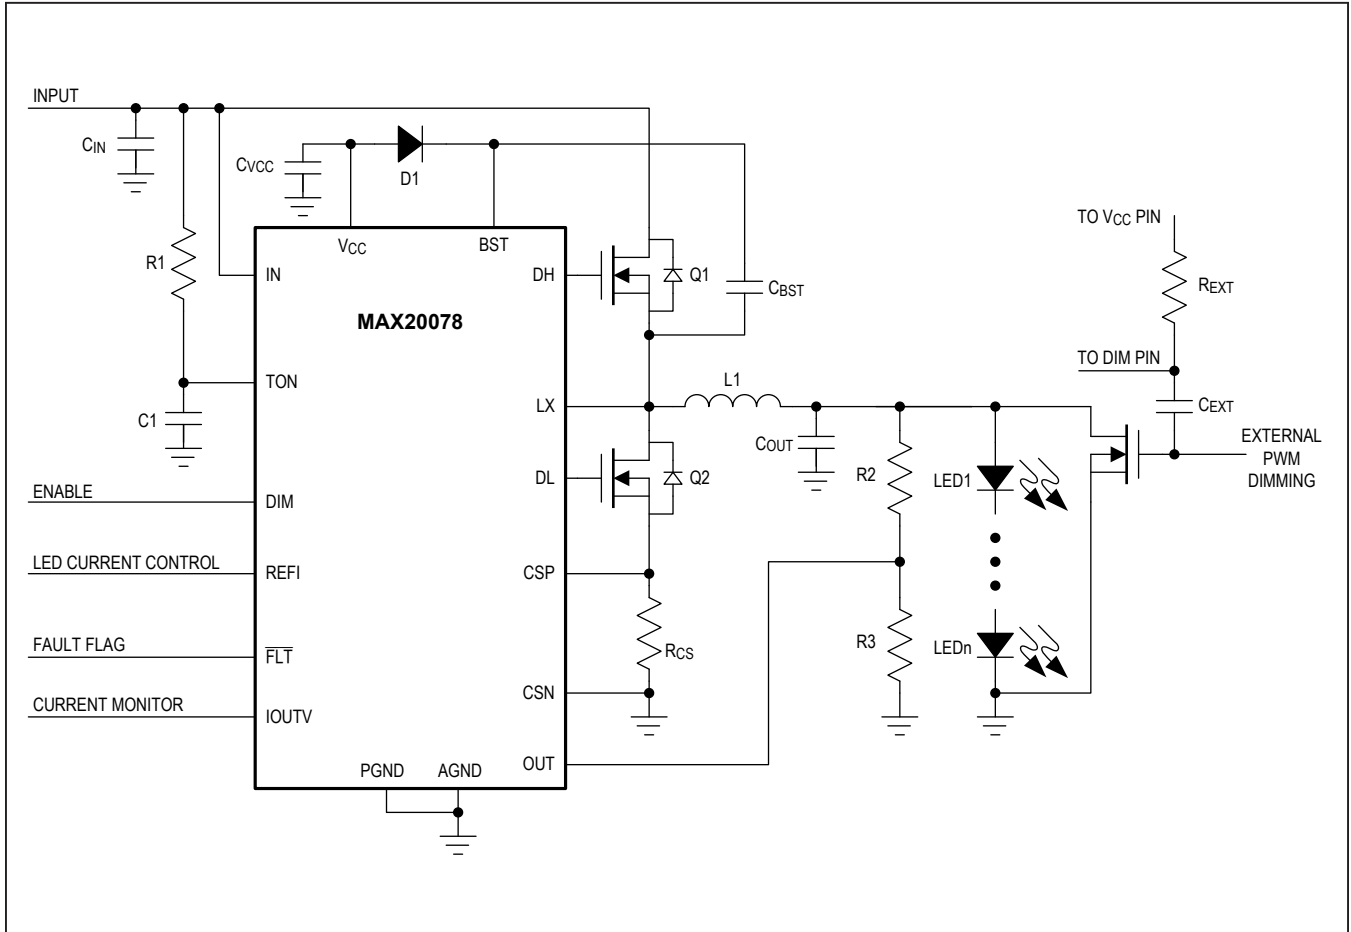 INPUT
CIN
CVCC
D1
TO VCC PIN
VCC
BST
R1
IN
DH
Q1
CBST
REXT
MAX20078
TO DIM PIN
TON
L1
LX
CEXT
C1
COUT
EXTERNAL
PWM
DIMMING
R2
LED1
DL
Q2
ENABLE
DIM
LED CURRENT CONTROL
REFI
CSP
FAULT FLAG
FLT
RCS
R3
LEDn
CSN
CURRENT MONITOR
IOUTV
OUT
PGND
AGND